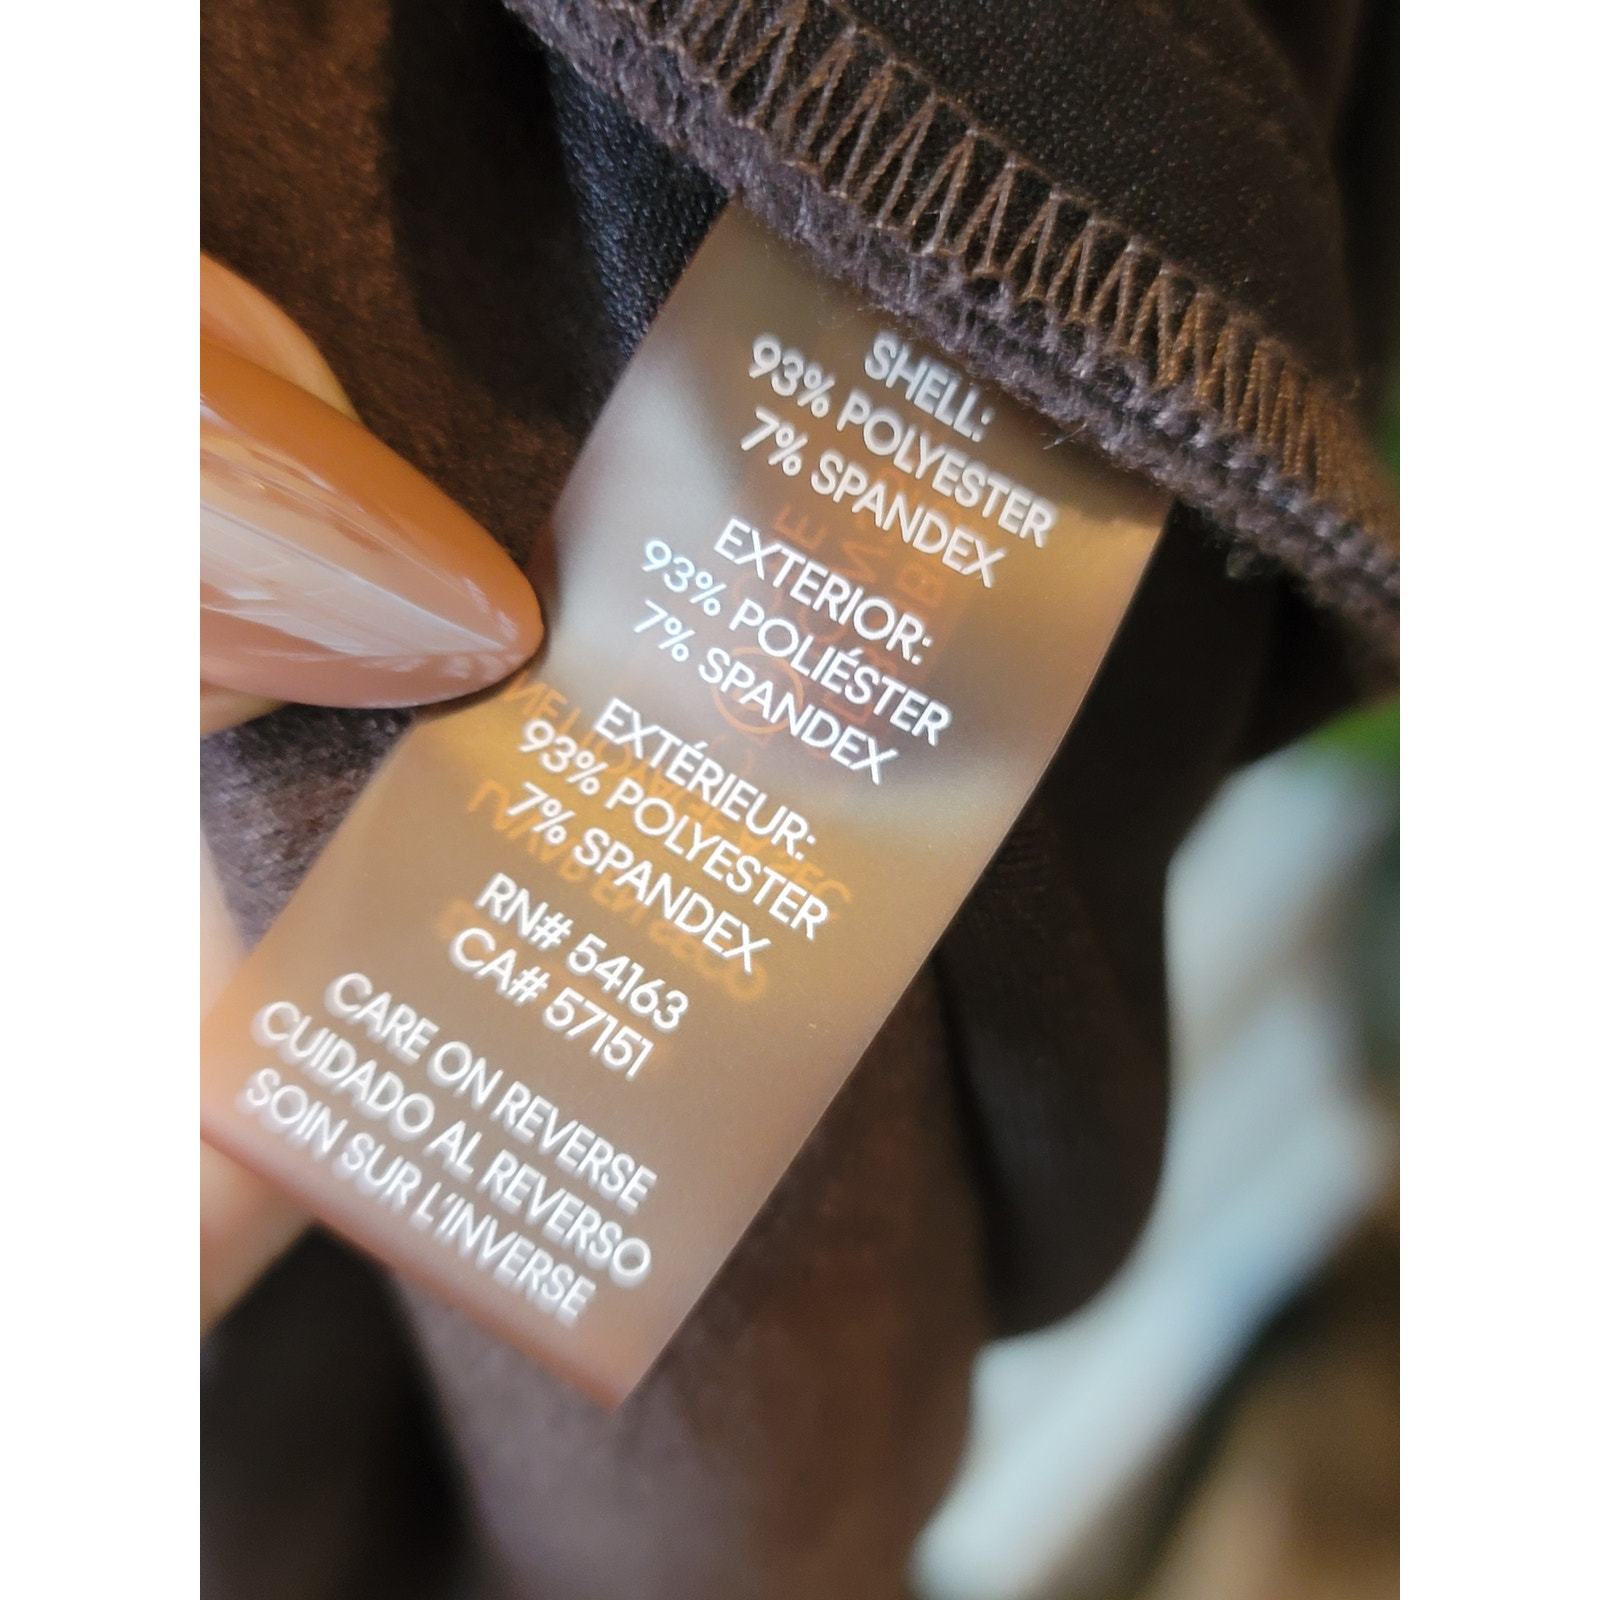 SHELL:
93% POLYESTER
7% SPANDEX
EXTERIOR:
93% POLIÉSTER
7% SPANDEX
EXTÉRIEUR:
93% POLYESTER
7% SPANDEX
RN# 54163
CA# 57151
CARE ON REVERSE
CUIDADO AL REVERSO
SOIN SUR L'INVERSE